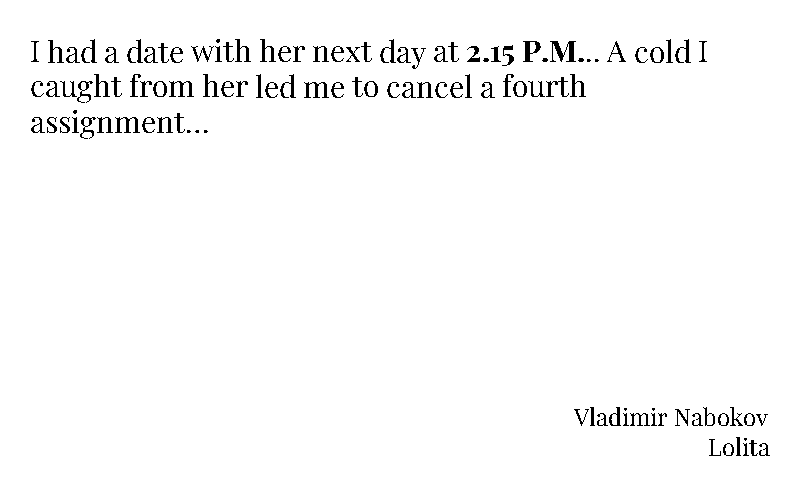 I had a date with her next day at 2.15 P.M... A cold I
caught from her led me to cancel a fourth
assignment...
Vladimir Nabokov
Lolita